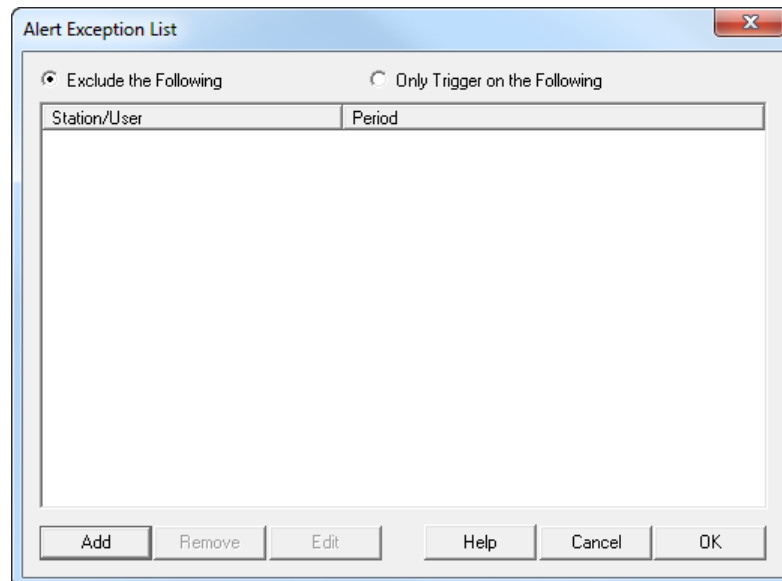 Alert Exception List
Exclude the Following Only Trigger on the Following
Station/User Period
Add Remove Edit Help Cancel OK